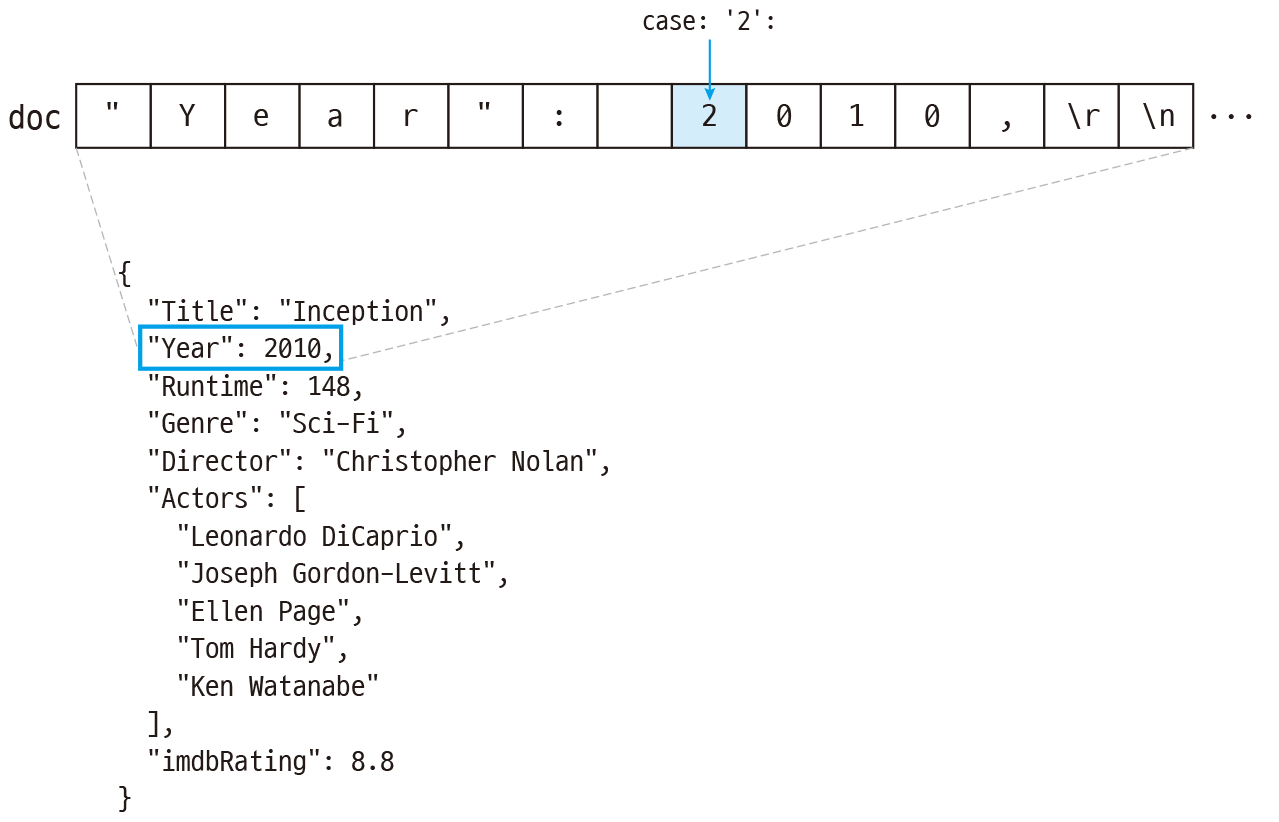 case: '2':
doc " Y e a r " : 2 0 1 0 , \r \n ···
{
"Title": "Inception",
"Year": 2010,
"Runtime": 148,
"Genre": "Sci-Fi",
"Director": "Christopher Nolan",
"Actors": [
"Leonardo DiCaprio",
"Joseph Gordon-Levitt",
"Ellen Page",
"Tom Hardy",
"Ken Watanabe"
],
"imdbRating": 8.8
}